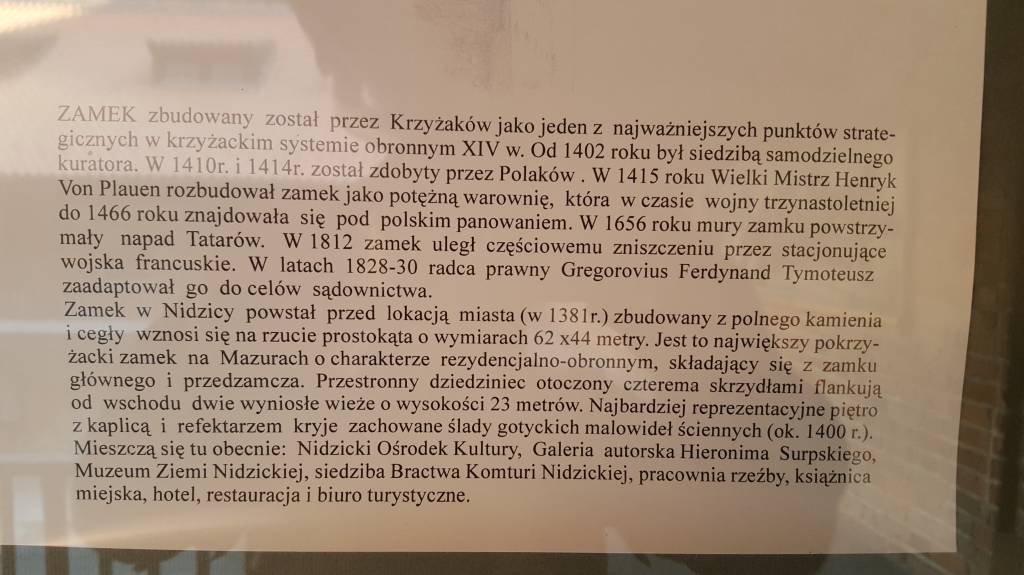 ZAMEK zbudowany został przez Krzyżaków jako jeden z najważniejszych punktów strate-
gicznych w krzyżackim systemie obronnym XIV w. Od 1402 roku był siedzibą samodzielnego
kuratora. W 1410r. i 1414r. został zdobyty przez Polaków . W 1415 roku Wielki Mistrz Henryk
Von Plauen rozbudował zamek jako potężną warownię, która w czasie wojny trzynastoletniej
do 1466 roku znajdowała się pod polskim panowaniem. W 1656 roku mury zamku powstrzy-
mały napad Tatarów. W 1812 zamek uległ częściowemu zniszczeniu przez stacjonujące
wojska francuskie. W latach 1828-30 radca prawny Gregorovius Ferdynand Tymoteusz
zaadaptował go do celów sądownictwa.
Zamek w Nidzicy powstał przed lokacją miasta (w 1381r.) zbudowany z polnego kamienia
i cegły wznosi się na rzucie prostokąta o wymiarach 62 x44 metry. Jest to największy pokrzy-
żacki zamek na Mazurach o charakterze rezydencjalno-obronnym, składający się z zamku
głównego i przedzamcza. Przestronny dziedziniec otoczony czterema skrzydłami flankują
od wschodu dwie wyniosłe wieże o wysokości 23 metrów. Najbardziej reprezentacyjne piętro
z kaplicą i refektarzem kryje zachowane ślady gotyckich malowideł ściennych (ok. 1400 r.).
Mieszczą się tu obecnie: Nidzicki Ośrodek Kultury, Galeria autorska Hieronima Surpskiego,
Muzeum Ziemi Nidzickiej, siedziba Bractwa Komturi Nidzickiej, pracownia rzeźby, książnica
miejska, hotel, restauracja i biuro turystyczne.